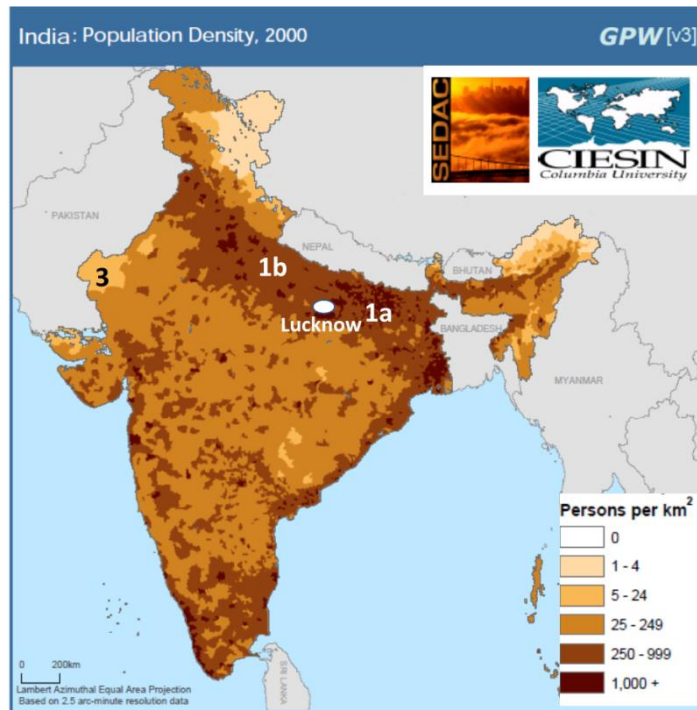 India: Population Density, 2000
GPW [v3]
SEDAC
CIESIN
Columbia University
PAKISTAN
NEPAL
BHUTAN
3
1b
Lucknow
1a
BANGLADESH
MYANMAR
SRI LANKA
Persons per km²
0
1 - 4
5 - 24
25 - 249
250 - 999
1,000 +
0 200km
Lambert Azimuthal Equal Area Projection
Based on 2.5 arc-minute resolution data